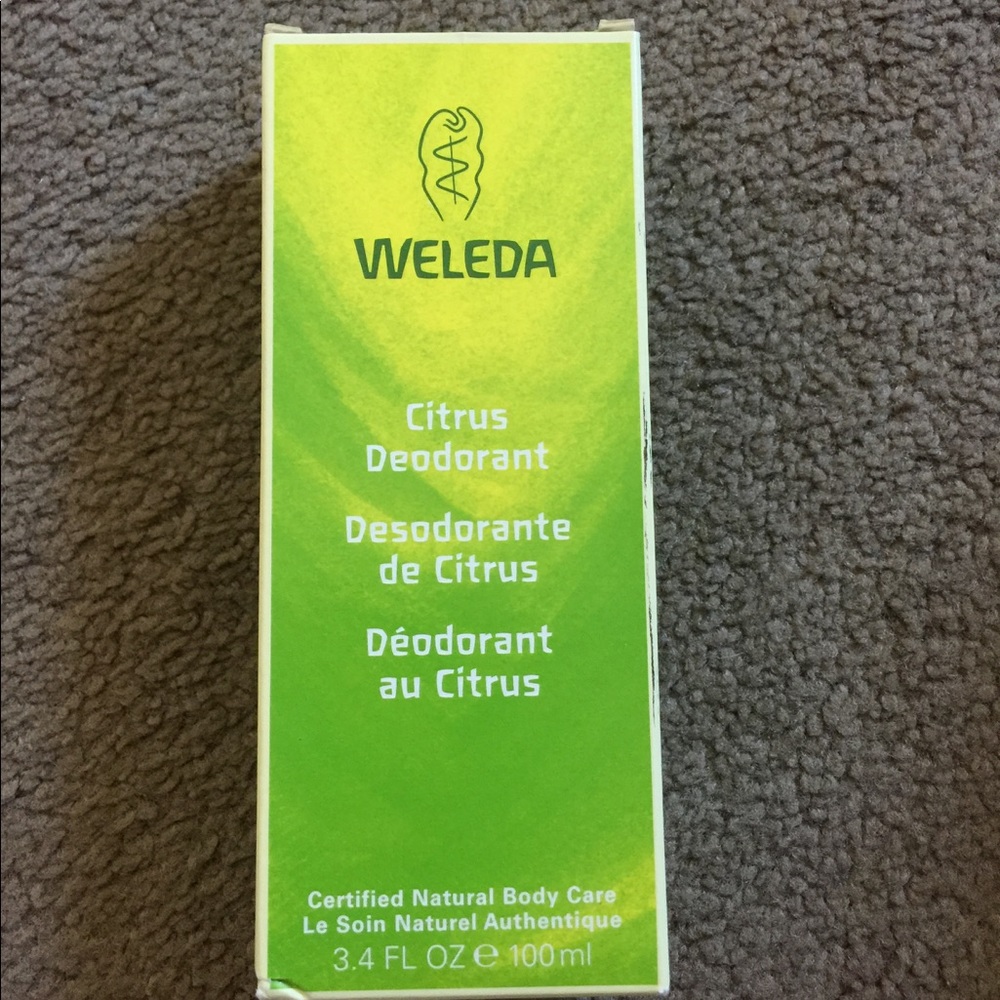 WELEDA
Citrus
Deodorant
Desodorante
de Citrus
Déodorant
au Citrus
Certified Natural Body Care
Le Soin Naturel Authentique
3.4 FL OZ ℮ 100ml